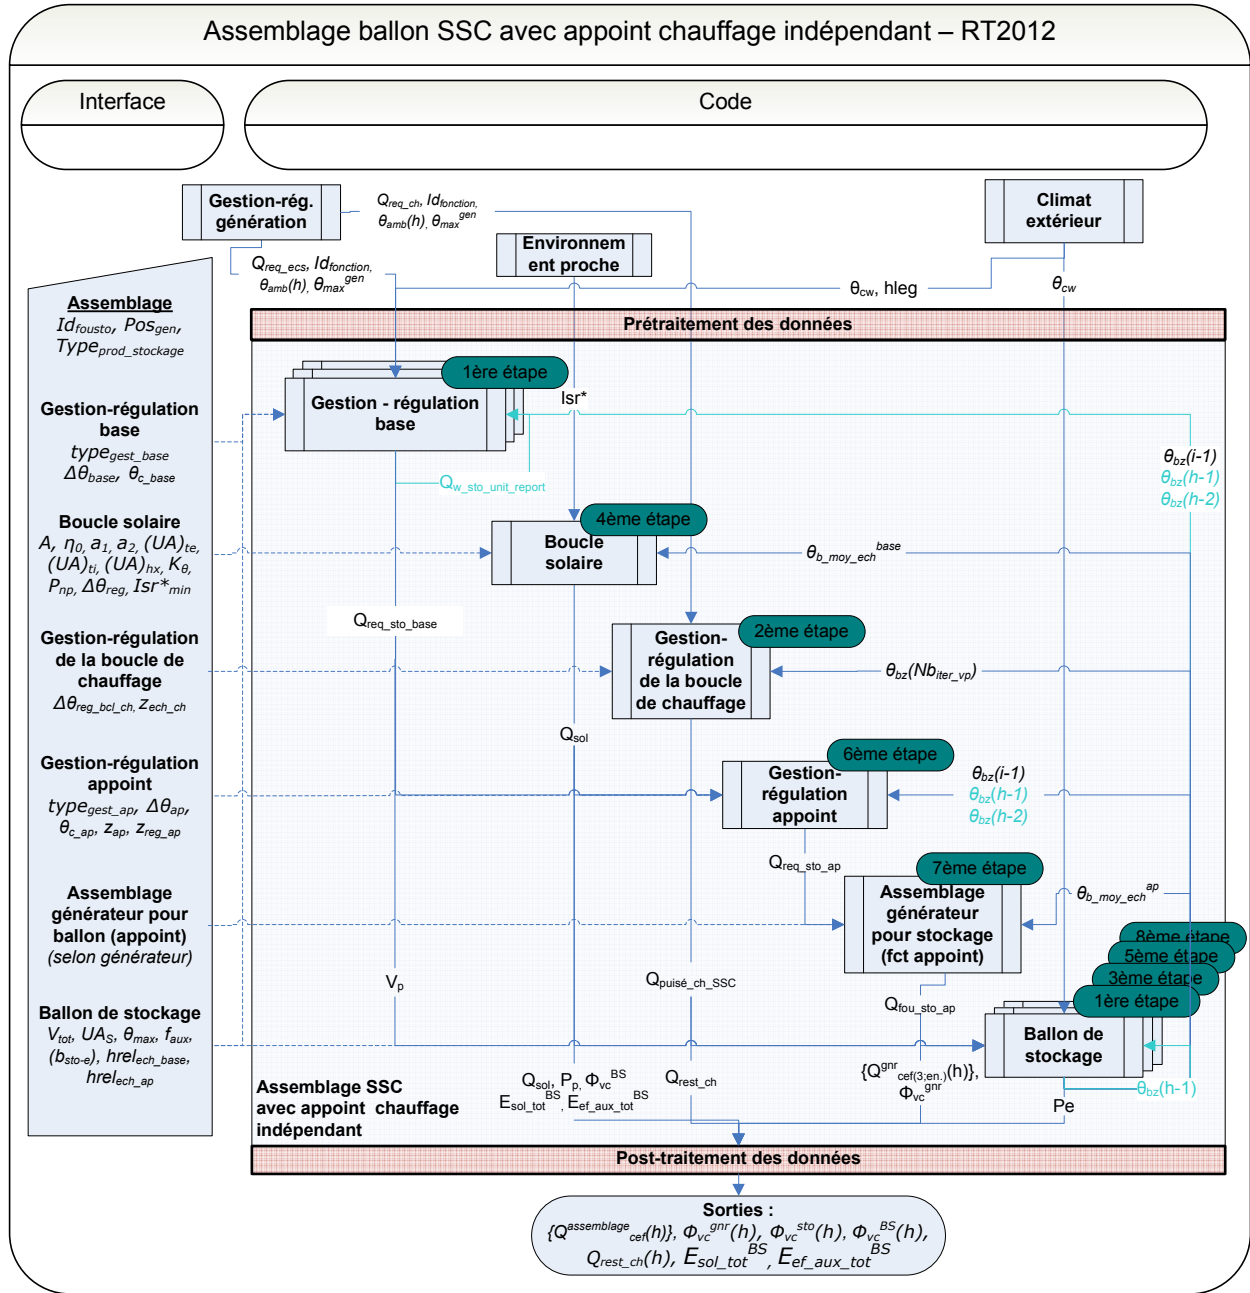 Assemblage ballon SSC avec appoint chauffage indépendant – RT2012
Interface
Code
Gestion-rég.
génération
Q_req_ch, Id_fonction,
θ_amb(h), θ_max^gen
Climat
extérieur
Environnem
ent proche
Q_req_ecs, Id_fonction,
θ_amb(h), θ_max^gen
θ_cw, hleg
θ_cw
Assemblage
Id_fousto, Pos_gen,
Type_prod_stockage
Prétraitement des données
1ère étape
Gestion - régulation
base
Isr*
Gestion-régulation
base
type_gest_base
Δθ_base, θ_c_base
Q_w_sto_unit_report
θ_bz(i-1)
θ_bz(h-1)
θ_bz(h-2)
Boucle solaire
A, η_0, a_1, a_2, (UA)_te,
(UA)_ti, (UA)_hx, K_θ,
P_np, Δθ_reg, Isr*_min
4ème étape
Boucle
solaire
θ_b_moy_ech^base
Q_req_sto_base
Gestion-régulation
de la boucle de
chauffage
Δθ_reg_bcl_ch, z_ech_ch
2ème étape
Gestion-
régulation
de la boucle
de chauffage
θ_bz(Nb_iter_vp)
Q_sol
Gestion-régulation
appoint
type_gest_ap, Δθ_ap,
θ_c_ap, z_ap, z_reg_ap
6ème étape
Gestion-
régulation
appoint
θ_bz(i-1)
θ_bz(h-1)
θ_bz(h-2)
Q_req_sto_ap
Assemblage
générateur pour
ballon (appoint)
(selon générateur)
7ème étape
Assemblage
générateur
pour stockage
(fct appoint)
θ_b_moy_ech^ap
8ème étape
5ème étape
3ème étape
1ère étape
V_p
Q_puisé_ch_SSC
Q_fou_sto_ap
Ballon de stockage
V_tot, UA_S, θ_max, f_aux,
(b_sto-e), hrel_ech_base,
hrel_ech_ap
Ballon de
stockage
Q_sol, P_p, Φ_vc^BS
E_sol_tot^BS, E_ef_aux_tot^BS
Q_rest_ch
{Q^gnr_cef(3;en.)(h)},
Φ_vc^gnr
Pe
θ_bz(h-1)
Assemblage SSC
avec appoint chauffage
indépendant
Post-traitement des données
Sorties :
{Q^assemblage_cef(h)}, Φ_vc^gnr(h), Φ_vc^sto(h), Φ_vc^BS(h),
Q_rest_ch(h), E_sol_tot^BS, E_ef_aux_tot^BS